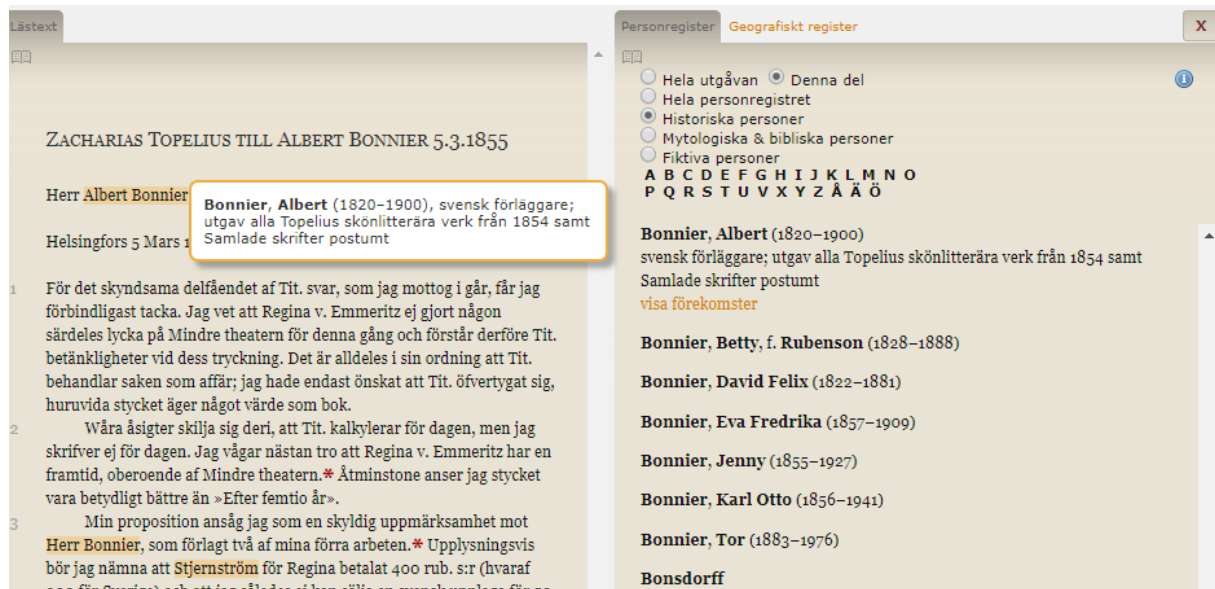 Lästext
ZACHARIAS TOPELIUS TILL ALBERT BONNIER 5.3.1855
Herr Albert Bonnier
Bonnier, Albert (1820–1900), svensk förläggare;
utgav alla Topelius skönlitterära verk från 1854 samt
Samlade skrifter postumt
Helsingfors 5 Mars 1
1 För det skyndsama delfåendet af Tit. svar, som jag mottog i går, får jag
förbindligast tacka. Jag vet att Regina v. Emmeritz ej gjort någon
särdeles lycka på Mindre theatern för denna gång och förstår derföre Tit.
betänkligheter vid dess tryckning. Det är alldeles i sin ordning att Tit.
behandlar saken som affär; jag hade endast önskat att Tit. öfvertygat sig,
huruvida stycket äger något värde som bok.
2 Wåra åsigter skilja sig deri, att Tit. kalkylerar för dagen, men jag
skrifver ej för dagen. Jag vågar nästan tro att Regina v. Emmeritz har en
framtid, oberoende af Mindre theatern.* Åtminstone anser jag stycket
vara betydligt bättre än »Efter femtio år».
3 Min proposition ansåg jag som en skyldig uppmärksamhet mot
Herr Bonnier, som förlagt två af mina förra arbeten.* Upplysningsvis
bör jag nämna att Stjernström för Regina betalat 400 rub. s:r (hvaraf
Personregister Geografiskt register X
Hela utgåvan Denna del
Hela personregistret
Historiska personer
Mytologiska & bibliska personer
Fiktiva personer
A B C D E F G H I J K L M N O
P Q R S T U V X Y Z Å Ä Ö
Bonnier, Albert (1820–1900)
svensk förläggare; utgav alla Topelius skönlitterära verk från 1854 samt
Samlade skrifter postumt
visa förekomster
Bonnier, Betty, f. Rubenson (1828–1888)
Bonnier, David Felix (1822–1881)
Bonnier, Eva Fredrika (1857–1909)
Bonnier, Jenny (1855–1927)
Bonnier, Karl Otto (1856–1941)
Bonnier, Tor (1883–1976)
Bonsdorff